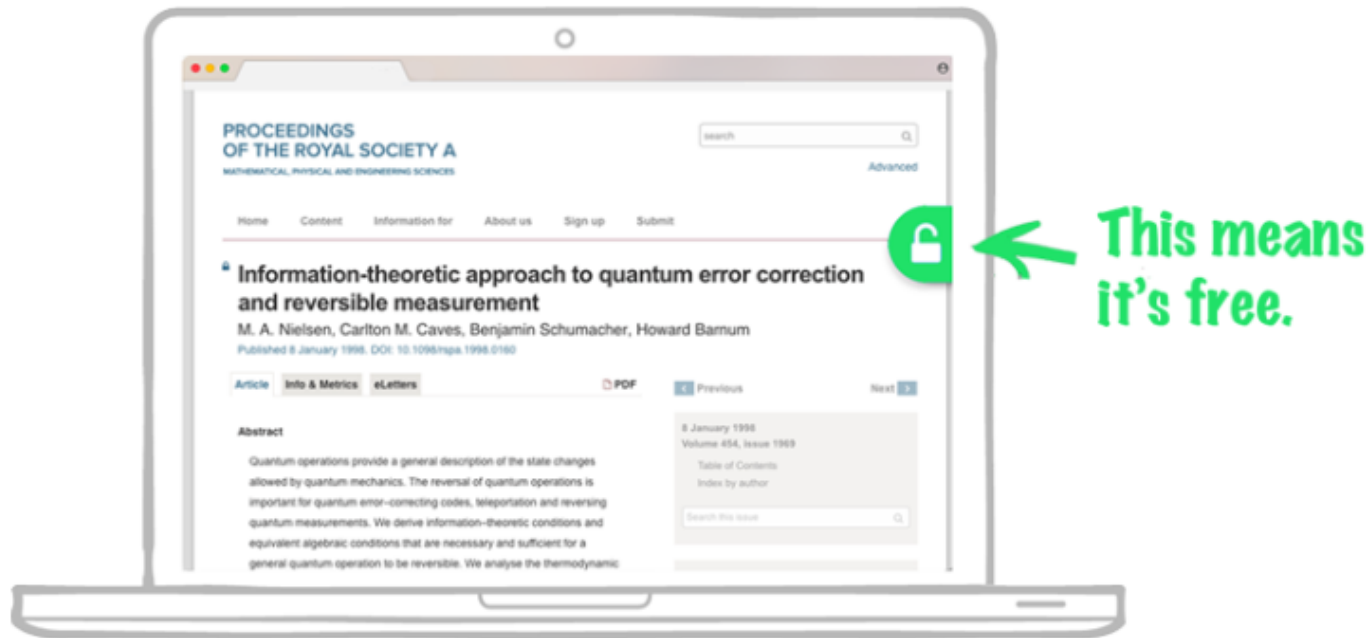 PROCEEDINGS
OF THE ROYAL SOCIETY A
MATHEMATICAL, PHYSICAL AND ENGINEERING SCIENCES
search
Advanced
Home Content Information for About us Sign up Submit
This means
it's free.
Information-theoretic approach to quantum error correction
and reversible measurement
M. A. Nielsen, Carlton M. Caves, Benjamin Schumacher, Howard Barnum
Published 8 January 1998. DOI: 10.1098/rspa.1998.0160
Article Info & Metrics eLetters PDF
Previous Next
Abstract
Quantum operations provide a general description of the state changes
allowed by quantum mechanics. The reversal of quantum operations is
important for quantum error–correcting codes, teleportation and reversing
quantum measurements. We derive information–theoretic conditions and
equivalent algebraic conditions that are necessary and sufficient for a
general quantum operation to be reversible. We analyse the thermodynamic
8 January 1998
Volume 454, issue 1969
Table of Contents
Index by author
Search this issue